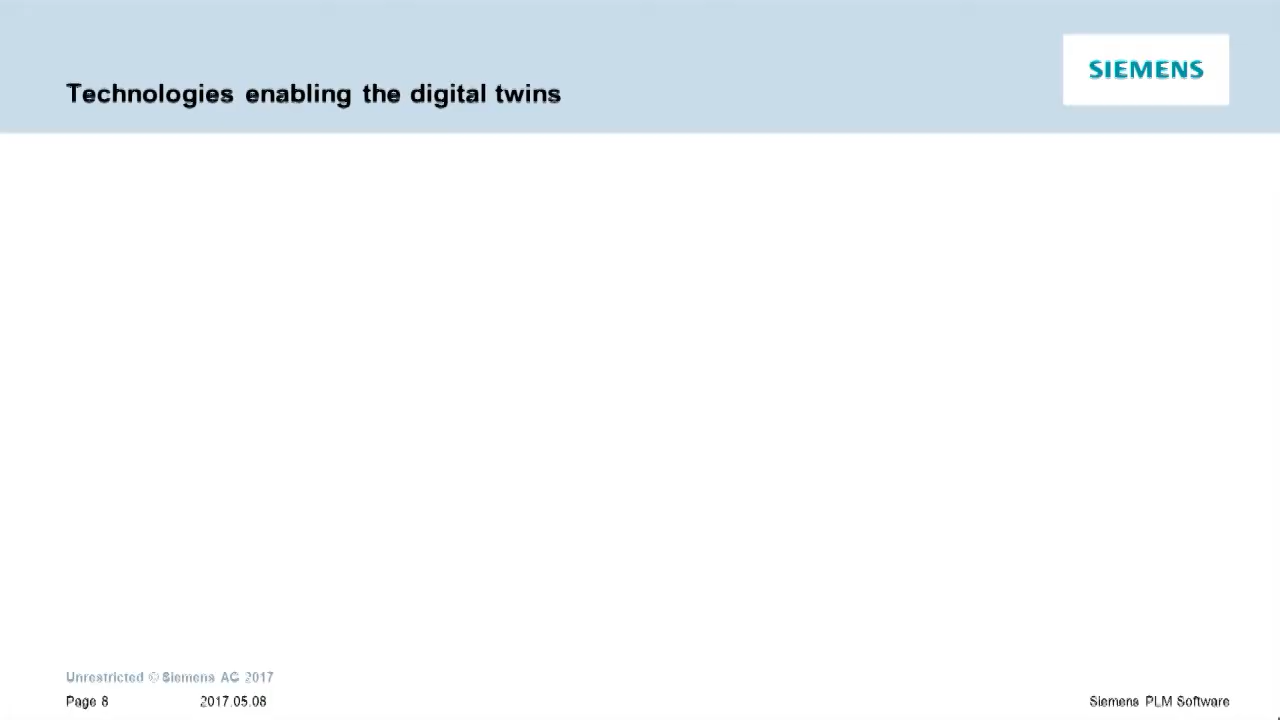 Technologies enabling the digital twins
SIEMENS
Unrestricted © Siemens AG 2017
Page 8 2017.05.08 Siemens PLM Software